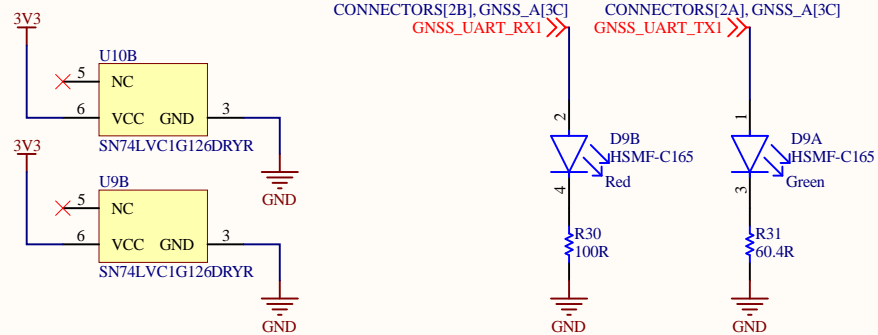 3V3
U10B
5
NC
6
VCC
GND
3
SN74LVC1G126DRYR
GND
3V3
U9B
5
NC
6
VCC
GND
3
SN74LVC1G126DRYR
GND
CONNECTORS[2B], GNSS_A[3C]
GNSS_UART_RX1
2
D9B
HSMF-C165
Red
4
R30
100R
GND
CONNECTORS[2A], GNSS_A[3C]
GNSS_UART_TX1
1
D9A
HSMF-C165
Green
3
R31
60.4R
GND